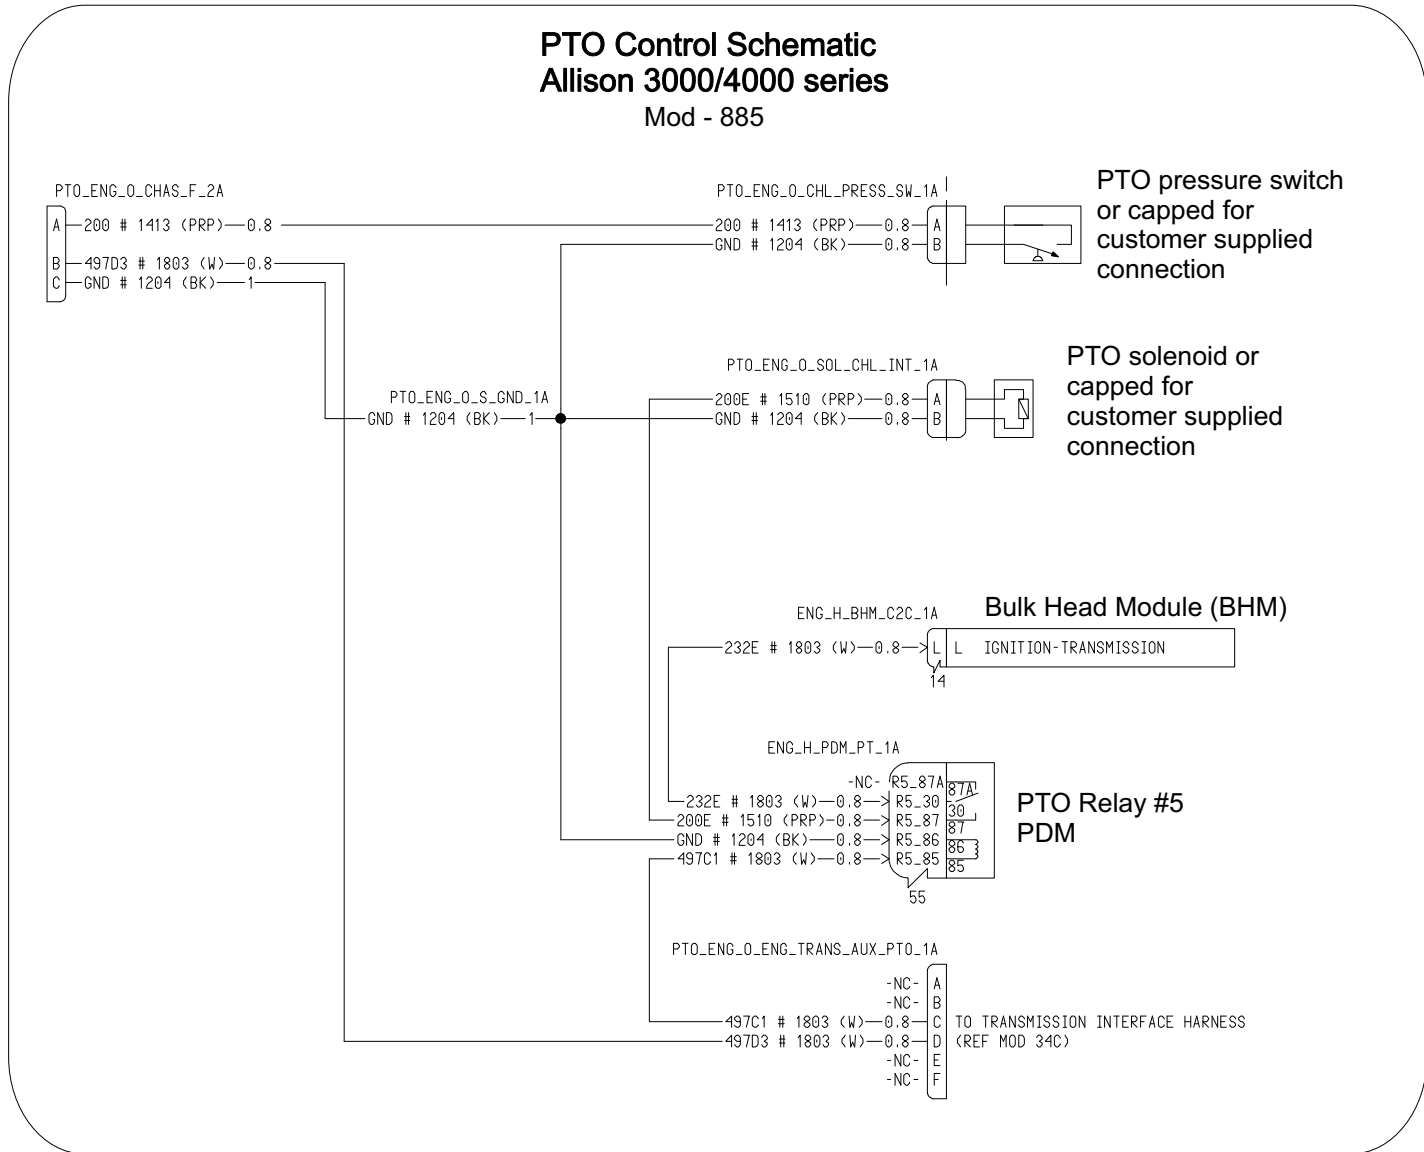 PTO Control Schematic
Allison 3000/4000 series
Mod - 885
PTO_ENG_O_CHAS_F_2A
A 200 # 1413 (PRP) 0.8
B 497D3 # 1803 (W) 0.8
C GND # 1204 (BK) 1
PTO_ENG_O_CHL_PRESS_SW_1A
200 # 1413 (PRP) 0.8 A
GND # 1204 (BK) 0.8 B
PTO pressure switch
or capped for
customer supplied
connection
PTO_ENG_O_S_GND_1A
GND # 1204 (BK) 1
PTO_ENG_O_SOL_CHL_INT_1A
200E # 1510 (PRP) 0.8 A
GND # 1204 (BK) 0.8 B
PTO solenoid or
capped for
customer supplied
connection
ENG_H_BHM_C2C_1A
Bulk Head Module (BHM)
232E # 1803 (W) 0.8 L L IGNITION-TRANSMISSION
14
ENG_H_PDM_PT_1A
-NC- R5_87A 87A
232E # 1803 (W) 0.8 R5_30 30
200E # 1510 (PRP) 0.8 R5_87 87
GND # 1204 (BK) 0.8 R5_86 86
497C1 # 1803 (W) 0.8 R5_85 85
55
PTO Relay #5
PDM
PTO_ENG_O_ENG_TRANS_AUX_PTO_1A
-NC- A
-NC- B
497C1 # 1803 (W) 0.8 C TO TRANSMISSION INTERFACE HARNESS
497D3 # 1803 (W) 0.8 D (REF MOD 34C)
-NC- E
-NC- F